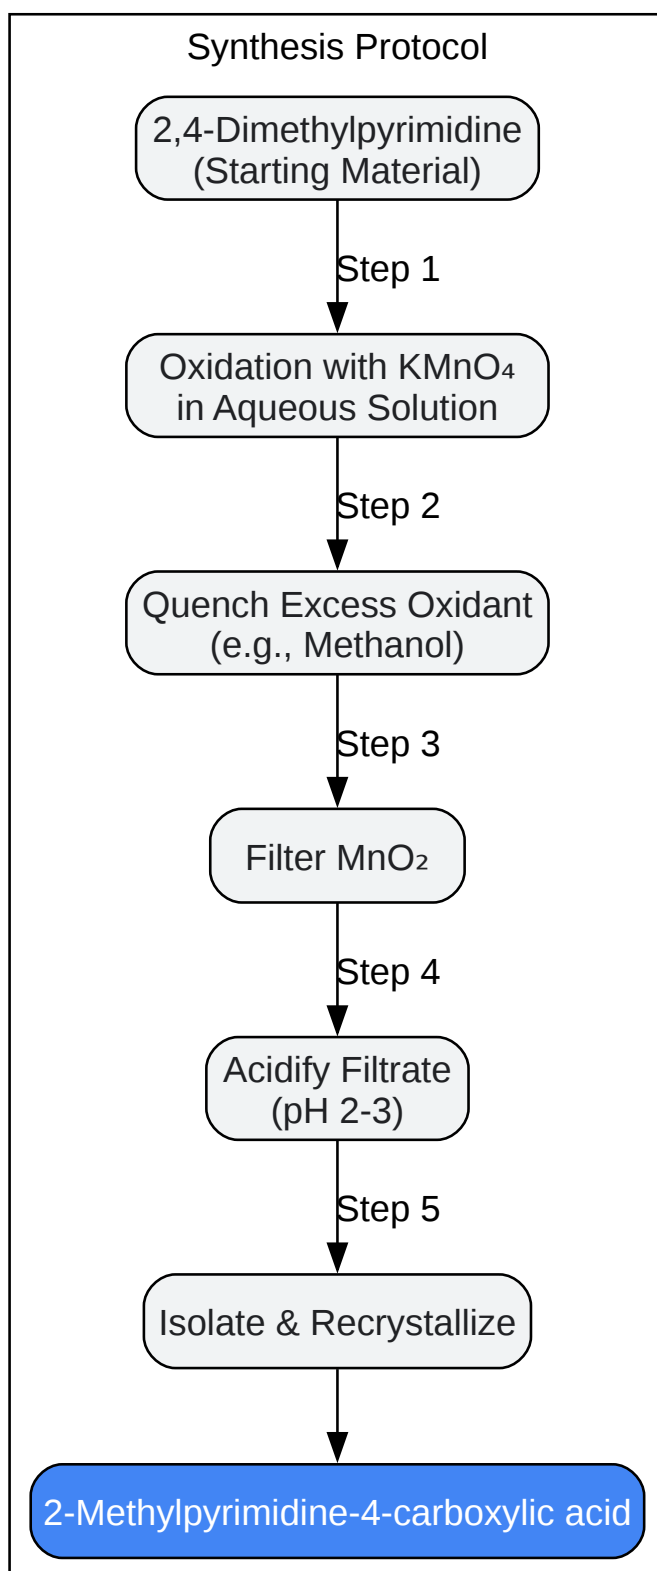 Synthesis Protocol
2,4-Dimethylpyrimidine
(Starting Material)
Step 1
Oxidation with KMnO₄
in Aqueous Solution
Step 2
Quench Excess Oxidant
(e.g., Methanol)
Step 3
Filter MnO₂
Step 4
Acidify Filtrate
(pH 2-3)
Step 5
Isolate & Recrystallize
2-Methylpyrimidine-4-carboxylic acid